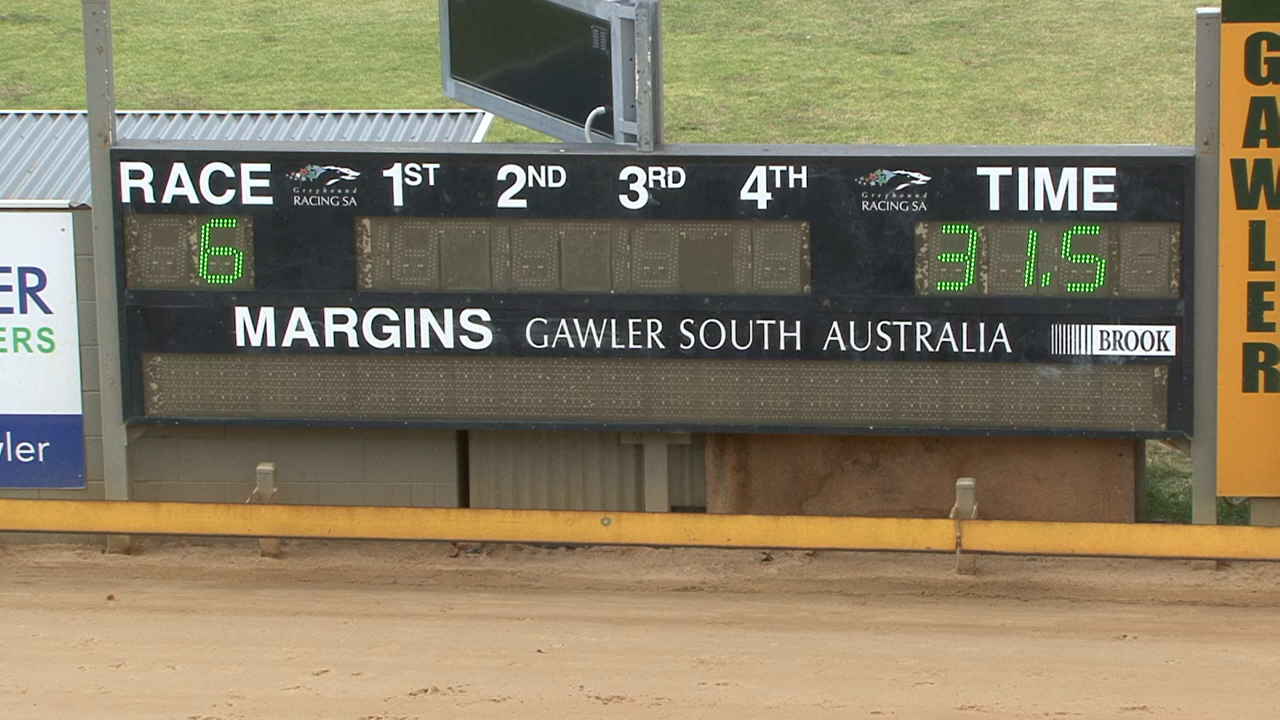 RACE
Greyhound
RACING SA
1ST
2ND
3RD
4TH
Greyhound
RACING SA
TIME
6
31.5
MARGINS
GAWLER SOUTH AUSTRALIA
BROOK
ER
ERS
wler
GAWLER